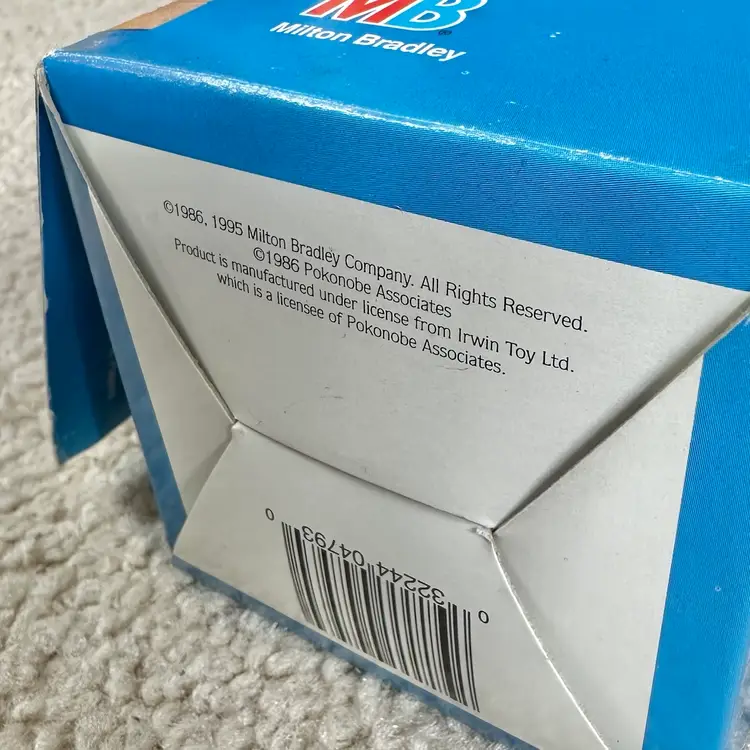 MB®
Milton Bradley
©1986, 1995 Milton Bradley Company. All Rights Reserved.
©1986 Pokonobe Associates
Product is manufactured under license from Irwin Toy Ltd.
which is a licensee of Pokonobe Associates.
0 32244 04793 0